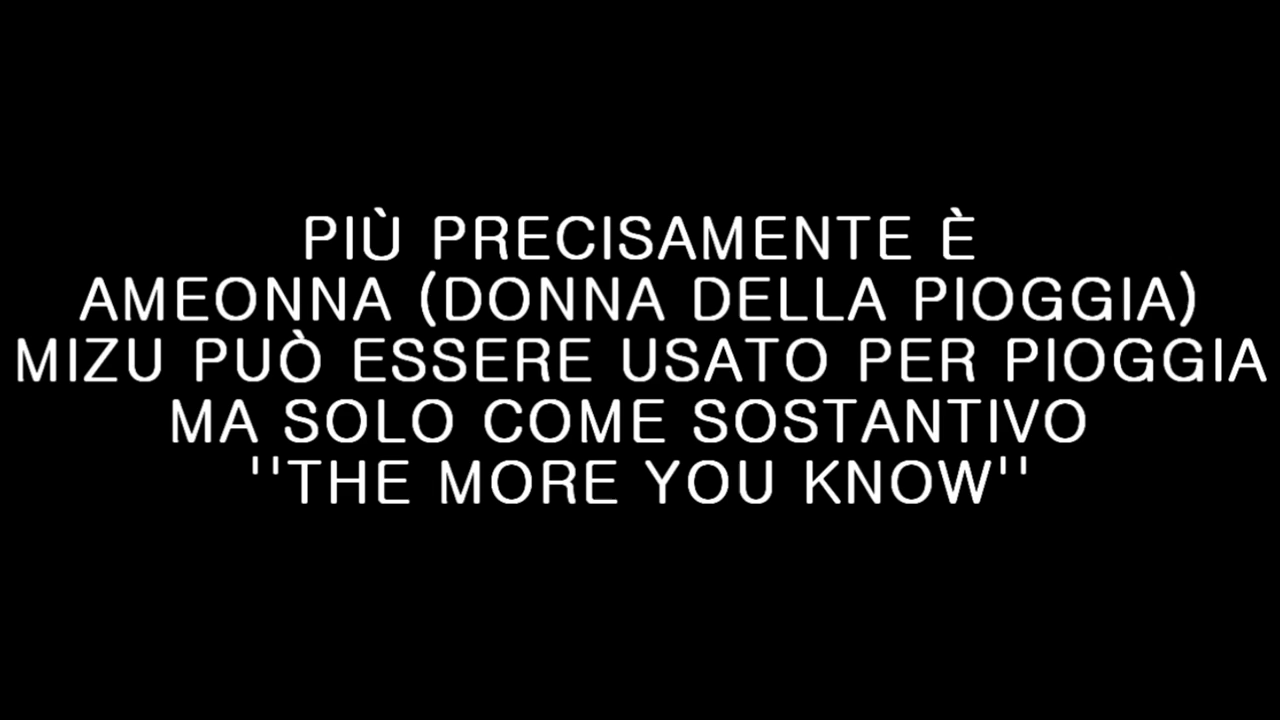 PIÙ PRECISAMENTE È
AMEONNA (DONNA DELLA PIOGGIA)
MIZU PUÒ ESSERE USATO PER PIOGGIA
MA SOLO COME SOSTANTIVO
''THE MORE YOU KNOW''